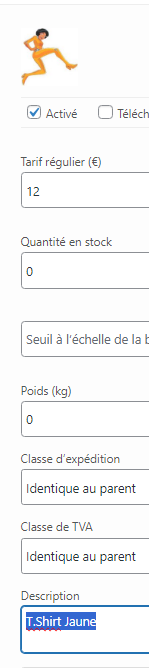 Activé
Téléch
Tarif régulier (€)
12
Quantité en stock
0
Seuil à l'échelle de la b
Poids (kg)
0
Classe d'expédition
Identique au parent
Classe de TVA
Identique au parent
Description
T.Shirt Jaune